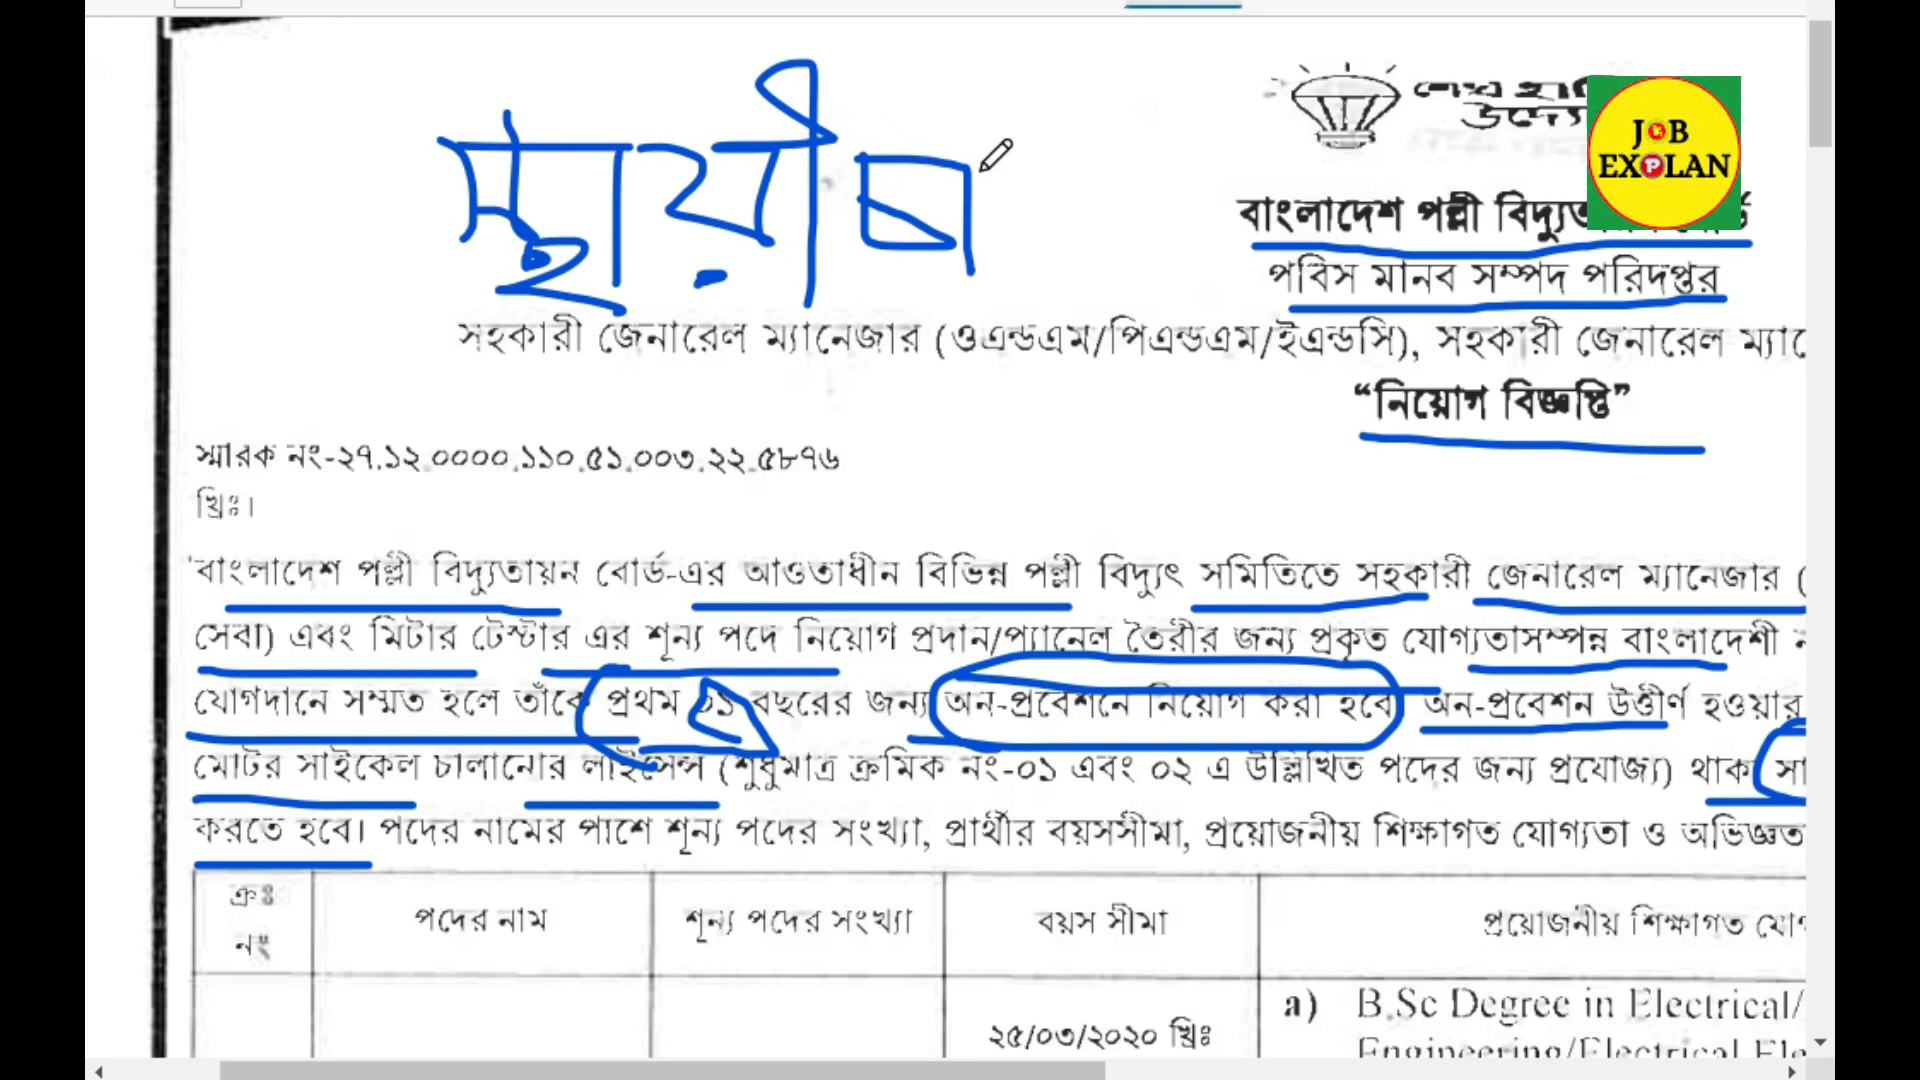 শেখ
উদ্যো
JOB
EXPLAN
স্থায়ী চ
বাংলাদেশ পল্লী বিদ্যুতা
পবিস মানব সম্পদ পরিদপ্তর
সহকারী জেনারেল ম্যানেজার (ওএন্ডএম/পিএন্ডএম/ইএন্ডসি), সহকারী জেনারেল ম্যানে
“নিয়োগ বিজ্ঞপ্তি”
স্মারক নং-২৭.১২.০০০০.১১০.৫১.০০৩.২২.৫৮৭৬
খ্রিঃ।
বাংলাদেশ পল্লী বিদ্যুতায়ন বোর্ড-এর আওতাধীন বিভিন্ন পল্লী বিদ্যুৎ সমিতিতে সহকারী জেনারেল ম্যানেজার (
সেবা) এবং মিটার টেস্টার এর শূন্য পদে নিয়োগ প্রদান/প্যানেল তৈরীর জন্য প্রকৃত যোগ্যতাসম্পন্ন বাংলাদেশী ন
যোগদানে সম্মত হলে তাঁকে প্রথম ০১ বছরের জন্য অন-প্রবেশনে নিয়োগ করা হবে। অন-প্রবেশন উত্তীর্ণ হওয়ার
মোটর সাইকেল চালানোর লাইসেন্স (শুধুমাত্র ক্রমিক নং-০১ এবং ০২ এ উল্লিখিত পদের জন্য প্রযোজ্য) থাকা সা
করতে হবে। পদের নামের পাশে শূন্য পদের সংখ্যা, প্রার্থীর বয়সসীমা, প্রয়োজনীয় শিক্ষাগত যোগ্যতা ও অভিজ্ঞত
ক্রঃ নং পদের নাম শূন্য পদের সংখ্যা বয়স সীমা প্রয়োজনীয় শিক্ষাগত যোগ
২৫/০৩/২০২০ খ্রিঃ a) B.Sc Degree in Electrical/
Engineering/Electrical Ele